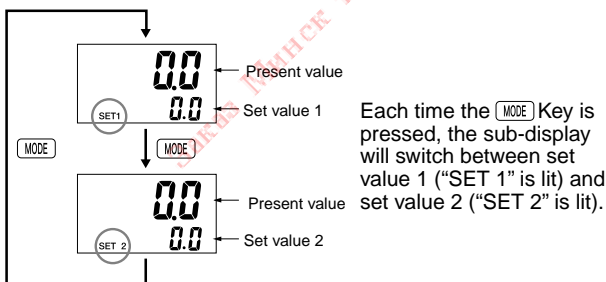 0.0
Present value
SET1
0.0
Set value 1
MODE
MODE
0.0
Present value
SET 2
0.0
Set value 2
Each time the MODE Key is
pressed, the sub-display
will switch between set
value 1 (“SET 1” is lit) and
set value 2 (“SET 2” is lit).